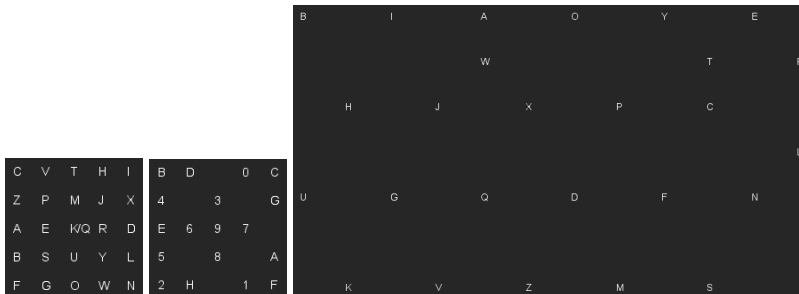 C V T H I
Z P M J X
A E K/Q R D
B S U Y L
F G O W N
B D 0 C
4 3 G
E 6 9 7
5 8 A
2 H 1 F
B I A O Y E
W T
H J X P C
U G Q D F N
K V Z M S